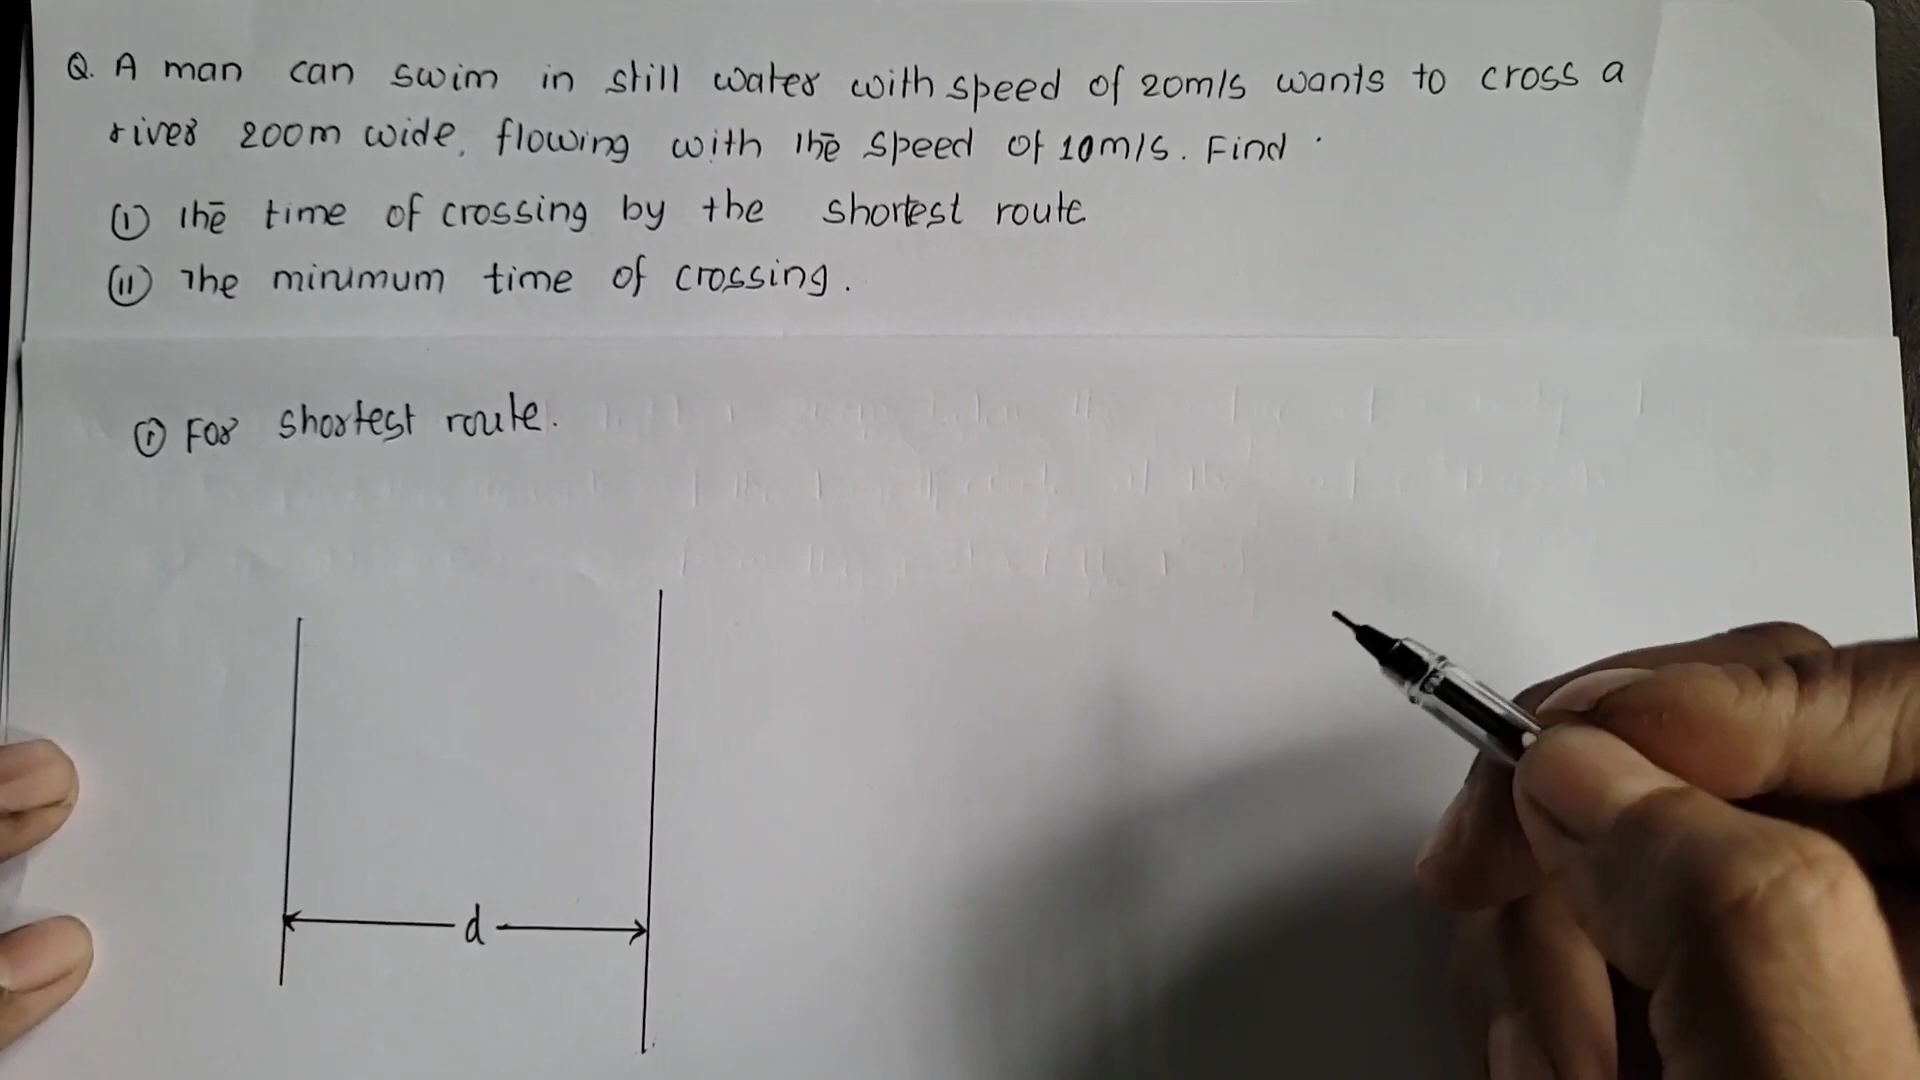 Q. A man can swim in still water with speed of 20m/s wants to cross a
river 200m wide, flowing with the speed of 10m/s. Find
(i) The time of crossing by the shortest route
(ii) The minimum time of crossing.
(i) For shortest route.
d